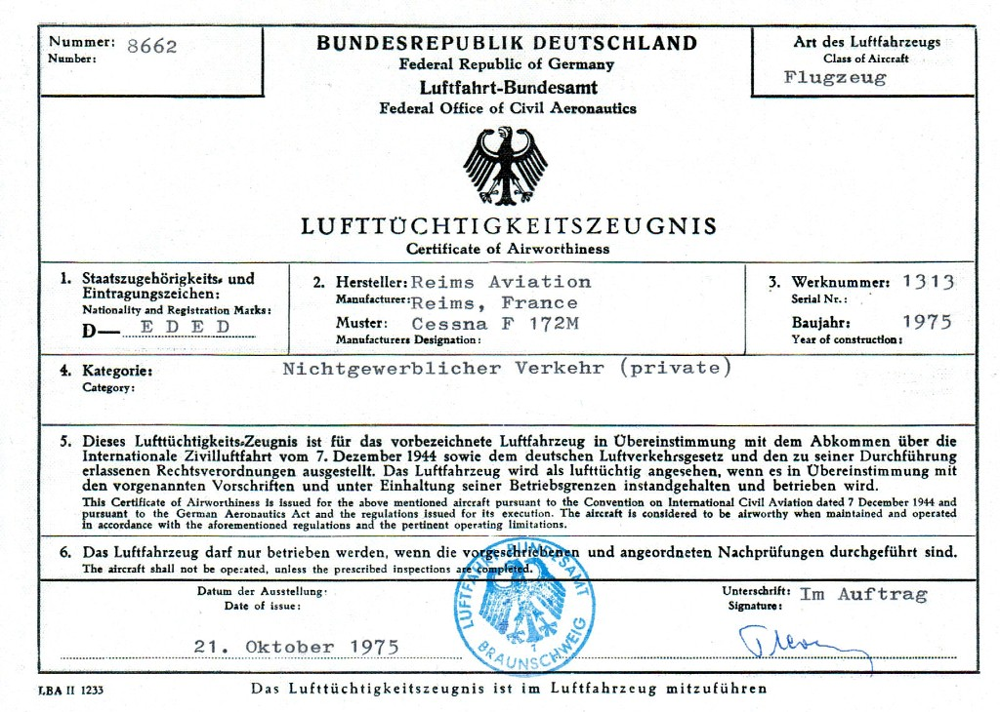 Nummer: 8662
Number:
BUNDESREPUBLIK DEUTSCHLAND
Federal Republic of Germany
Luftfahrt-Bundesamt
Federal Office of Civil Aeronautics
Art des Luftfahrzeugs
Class of Aircraft
Flugzeug
LUFTTÜCHTIGKEITSZEUGNIS
Certificate of Airworthiness
1. Staatszugehörigkeits- und
Eintragungszeichen:
Nationality and Registration Marks:
D— E D E D
2. Hersteller: Reims Aviation
Manufacturer: Reims, France
Muster: Cessna F 172M
Manufacturers Designation:
3. Werknummer: 1313
Serial Nr.:
Baujahr: 1975
Year of construction:
4. Kategorie: Nichtgewerblicher Verkehr (private)
Category:
5. Dieses Lufttüchtigkeits-Zeugnis ist für das vorbezeichnete Luftfahrzeug in Übereinstimmung mit dem Abkommen über die
Internationale Zivilluftfahrt vom 7. Dezember 1944 sowie dem deutschen Luftverkehrsgesetz und den zu seiner Durchführung
erlassenen Rechtsverordnungen ausgestellt. Das Luftfahrzeug wird als lufttüchtig angesehen, wenn es in Übereinstimmung mit
den vorgenannten Vorschriften und unter Einhaltung seiner Betriebsgrenzen instandgehalten und betrieben wird.
This Certificate of Airworthiness is issued for the above mentioned aircraft pursuant to the Convention on International Civil Aviation dated 7 December 1944 and
pursuant to the German Aeronautics Act and the regulations issued for its execution. The aircraft is considered to be airworthy when maintained and operated
in accordance with the aforementioned regulations and the pertinent operating limitations.
6. Das Luftfahrzeug darf nur betrieben werden, wenn die vorgeschriebenen und angeordneten Nachprüfungen durchgeführt sind.
The aircraft shall not be operated, unless the prescribed inspections are completed.
Datum der Ausstellung:
Date of issue:
21. Oktober 1975
LUFTFAHRT-BUNDESAMT
1
BRAUNSCHWEIG
Unterschrift: Im Auftrag
Signature:
LBA II 1233
Das Lufttüchtigkeitszeugnis ist im Luftfahrzeug mitzuführen